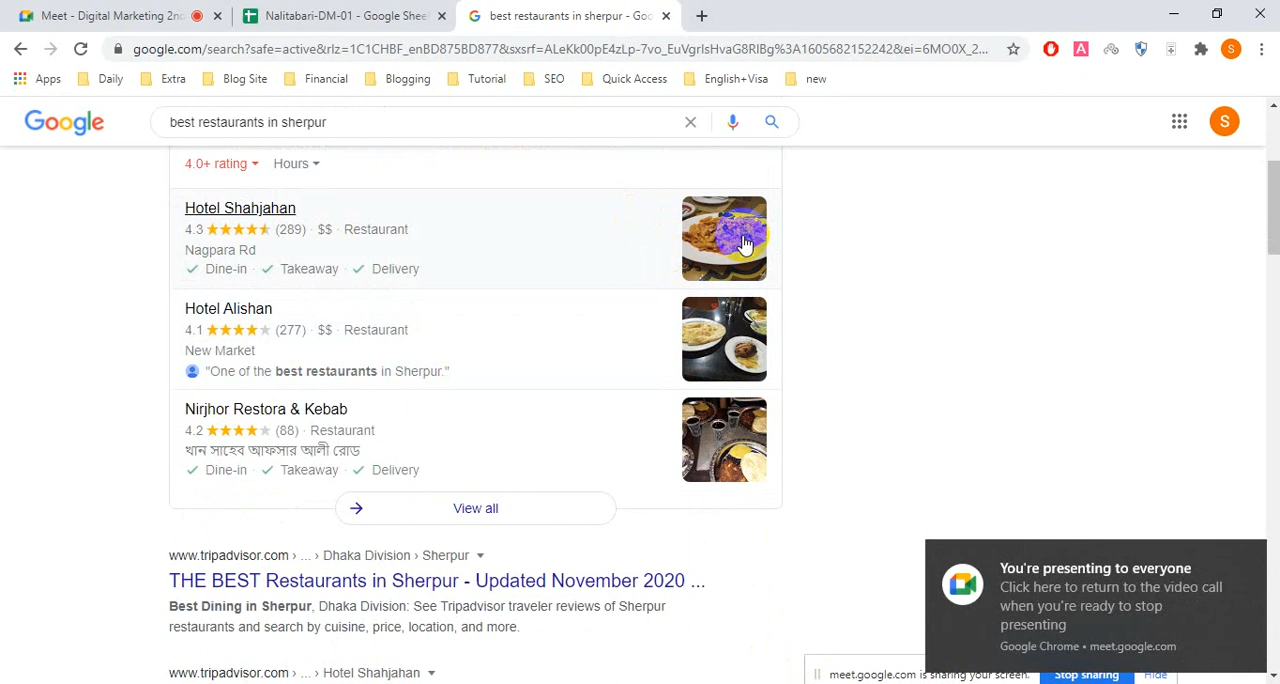 Meet - Digital Marketing 2nd
Nalitabari-DM-01 - Google Shee
best restaurants in sherpur - Goo
google.com/search?safe=active&rlz=1C1CHBF_enBD875BD877&sxsrf=ALeKk00pE4zLp-7vo_EuVgrIsHvaG8RIBg%3A1605682152242&ei=6MO0X_2...
S
Apps Daily Extra Blog Site Financial Blogging Tutorial SEO Quick Access English+Visa new
Google
best restaurants in sherpur
S
4.0+ rating Hours
Hotel Shahjahan
4.3 (289) · $$ · Restaurant
Nagpara Rd
Dine-in · Takeaway · Delivery
Hotel Alishan
4.1 (277) · $$ · Restaurant
New Market
"One of the best restaurants in Sherpur."
Nirjhor Restora & Kebab
4.2 (88) · Restaurant
খান সাহেব আফসার আলী রোড
Dine-in · Takeaway · Delivery
View all
www.tripadvisor.com › ... › Dhaka Division › Sherpur
THE BEST Restaurants in Sherpur - Updated November 2020 ...
Best Dining in Sherpur, Dhaka Division: See Tripadvisor traveler reviews of Sherpur
restaurants and search by cuisine, price, location, and more.
www.tripadvisor.com › ... › Hotel Shahjahan
You're presenting to everyone
Click here to return to the video call
when you're ready to stop
presenting
Google Chrome • meet.google.com
meet.google.com is sharing your screen. Stop sharing Hide